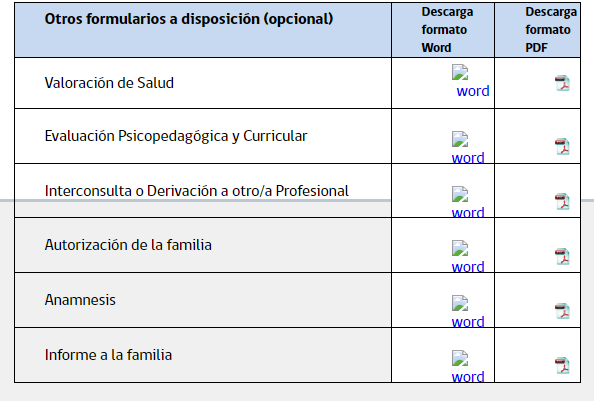 Otros formularios a disposición (opcional)
Descarga
formato
Word
Descarga
formato
PDF
Valoración de Salud
word
Evaluación Psicopedagógica y Curricular
word
Interconsulta o Derivación a otro/a Profesional
word
Autorización de la familia
word
Anamnesis
word
Informe a la familia
word